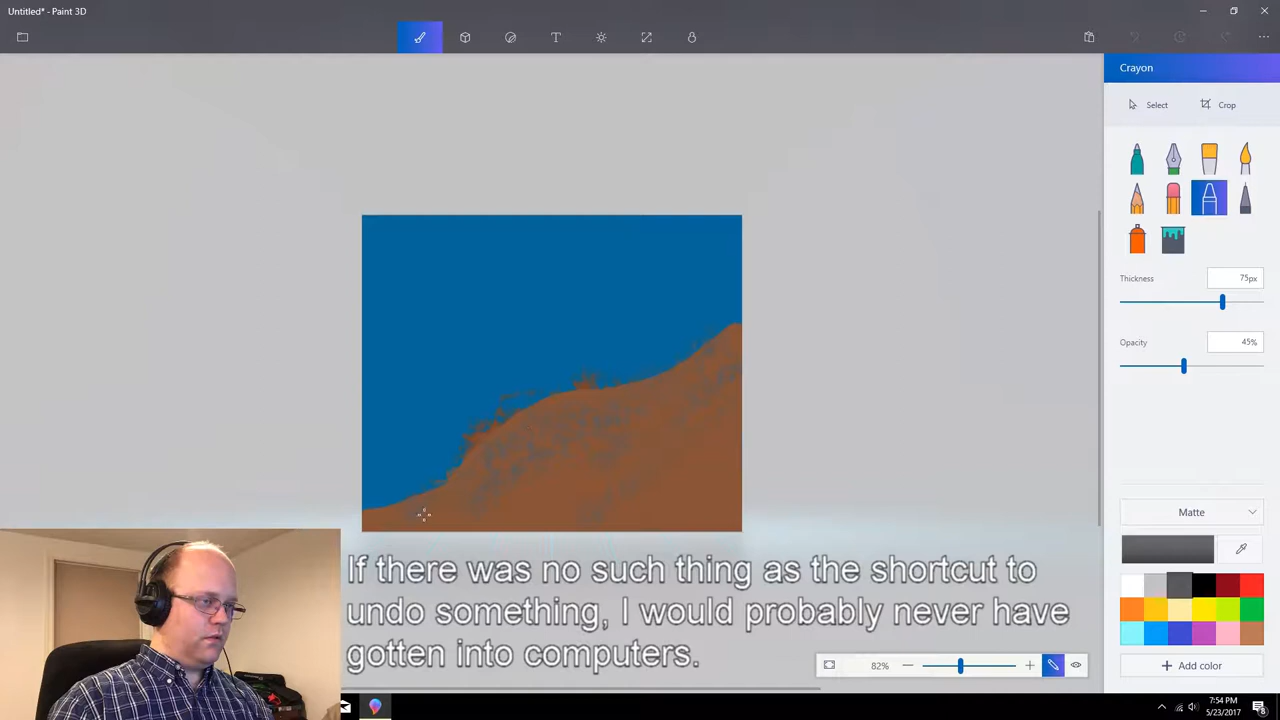 Untitled* - Paint 3D
Crayon
Select Crop
Thickness 75px
Opacity 45%
Matte
If there was no such thing as the shortcut to
undo something, I would probably never have
gotten into computers.
82%
Add color
7:54 PM
5/23/2017
8